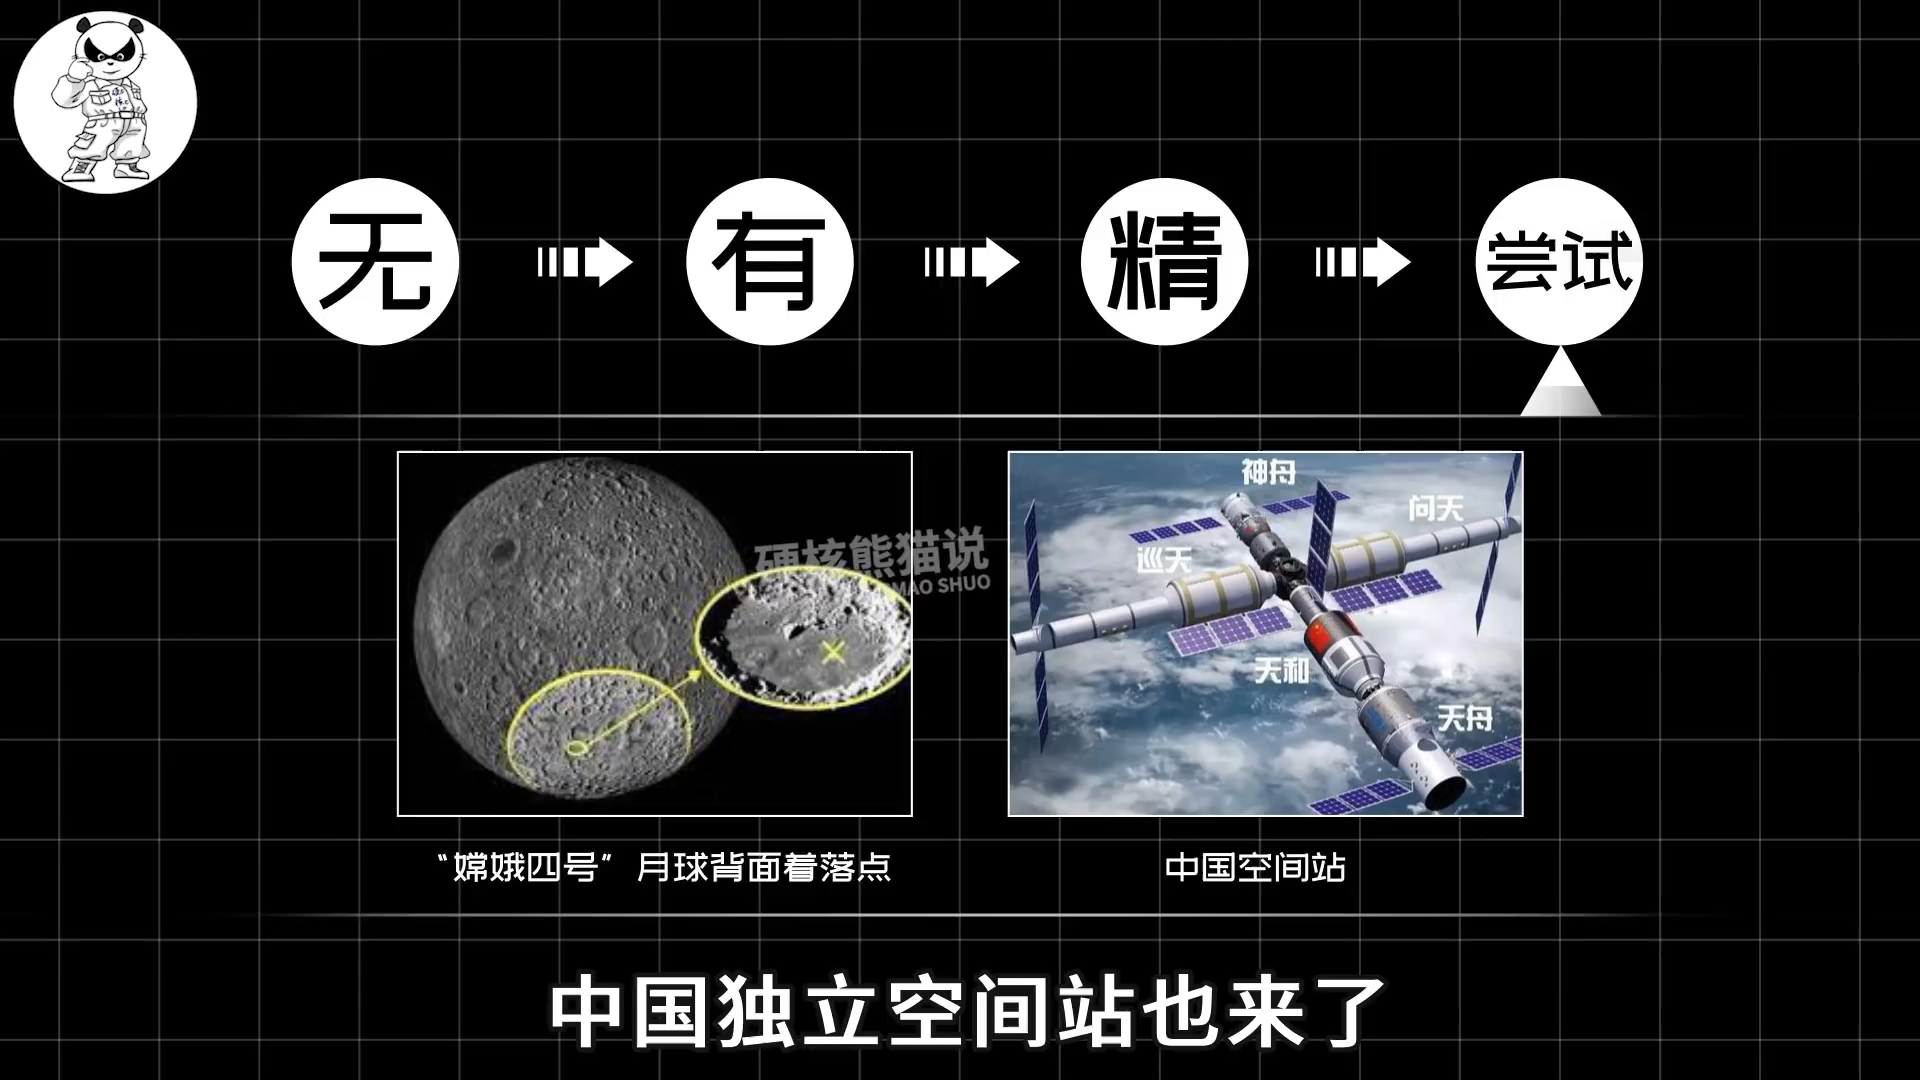 无
有
精
尝试
神舟
问天
巡天
天和
天舟
硬核熊猫说
MAO SHUO
“嫦娥四号”月球背面着落点
中国空间站
中国独立空间站也来了